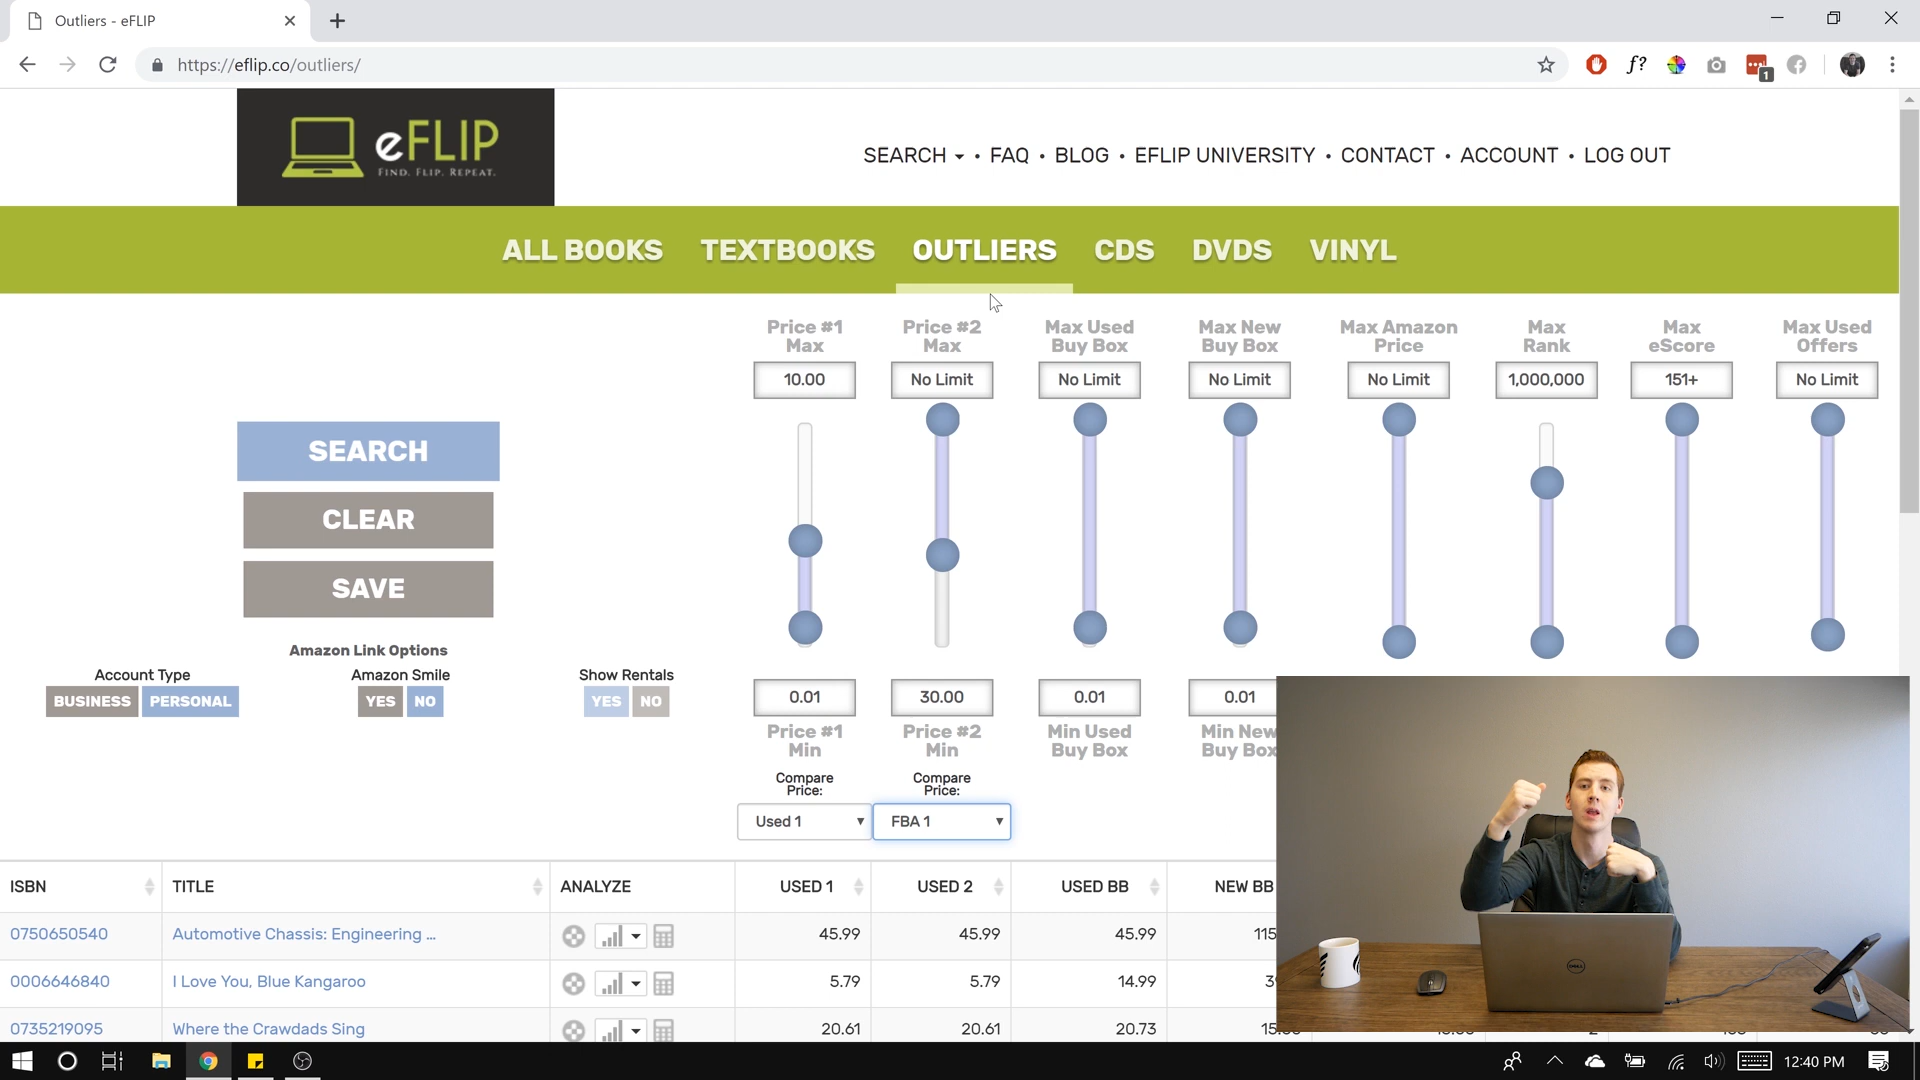 Outliers - eFLIP
https://eflip.co/outliers/
f?
1
eFLIP
FIND. FLIP. REPEAT.
SEARCH • FAQ • BLOG • EFLIP UNIVERSITY • CONTACT • ACCOUNT • LOG OUT
ALL BOOKS TEXTBOOKS OUTLIERS CDS DVDS VINYL
Price #1 Max
Price #2 Max
Max Used Buy Box
Max New Buy Box
Max Amazon Price
Max Rank
Max eScore
Max Used Offers
10.00 No Limit No Limit No Limit No Limit 1,000,000 151+ No Limit
SEARCH
CLEAR
SAVE
Amazon Link Options
Account Type Amazon Smile Show Rentals
BUSINESS PERSONAL YES NO YES NO
0.01 30.00 0.01 0.01
Price #1 Min
Price #2 Min
Min Used Buy Box
Min New Buy Box
Compare Price:
Compare Price:
Used 1 FBA 1
ISBN TITLE ANALYZE USED 1 USED 2 USED BB NEW BB
0750650540 Automotive Chassis: Engineering ... 45.99 45.99 45.99 115
0006646840 I Love You, Blue Kangaroo 5.79 5.79 14.99
0735219095 Where the Crawdads Sing 20.61 20.61 20.73
DELL
12:40 PM